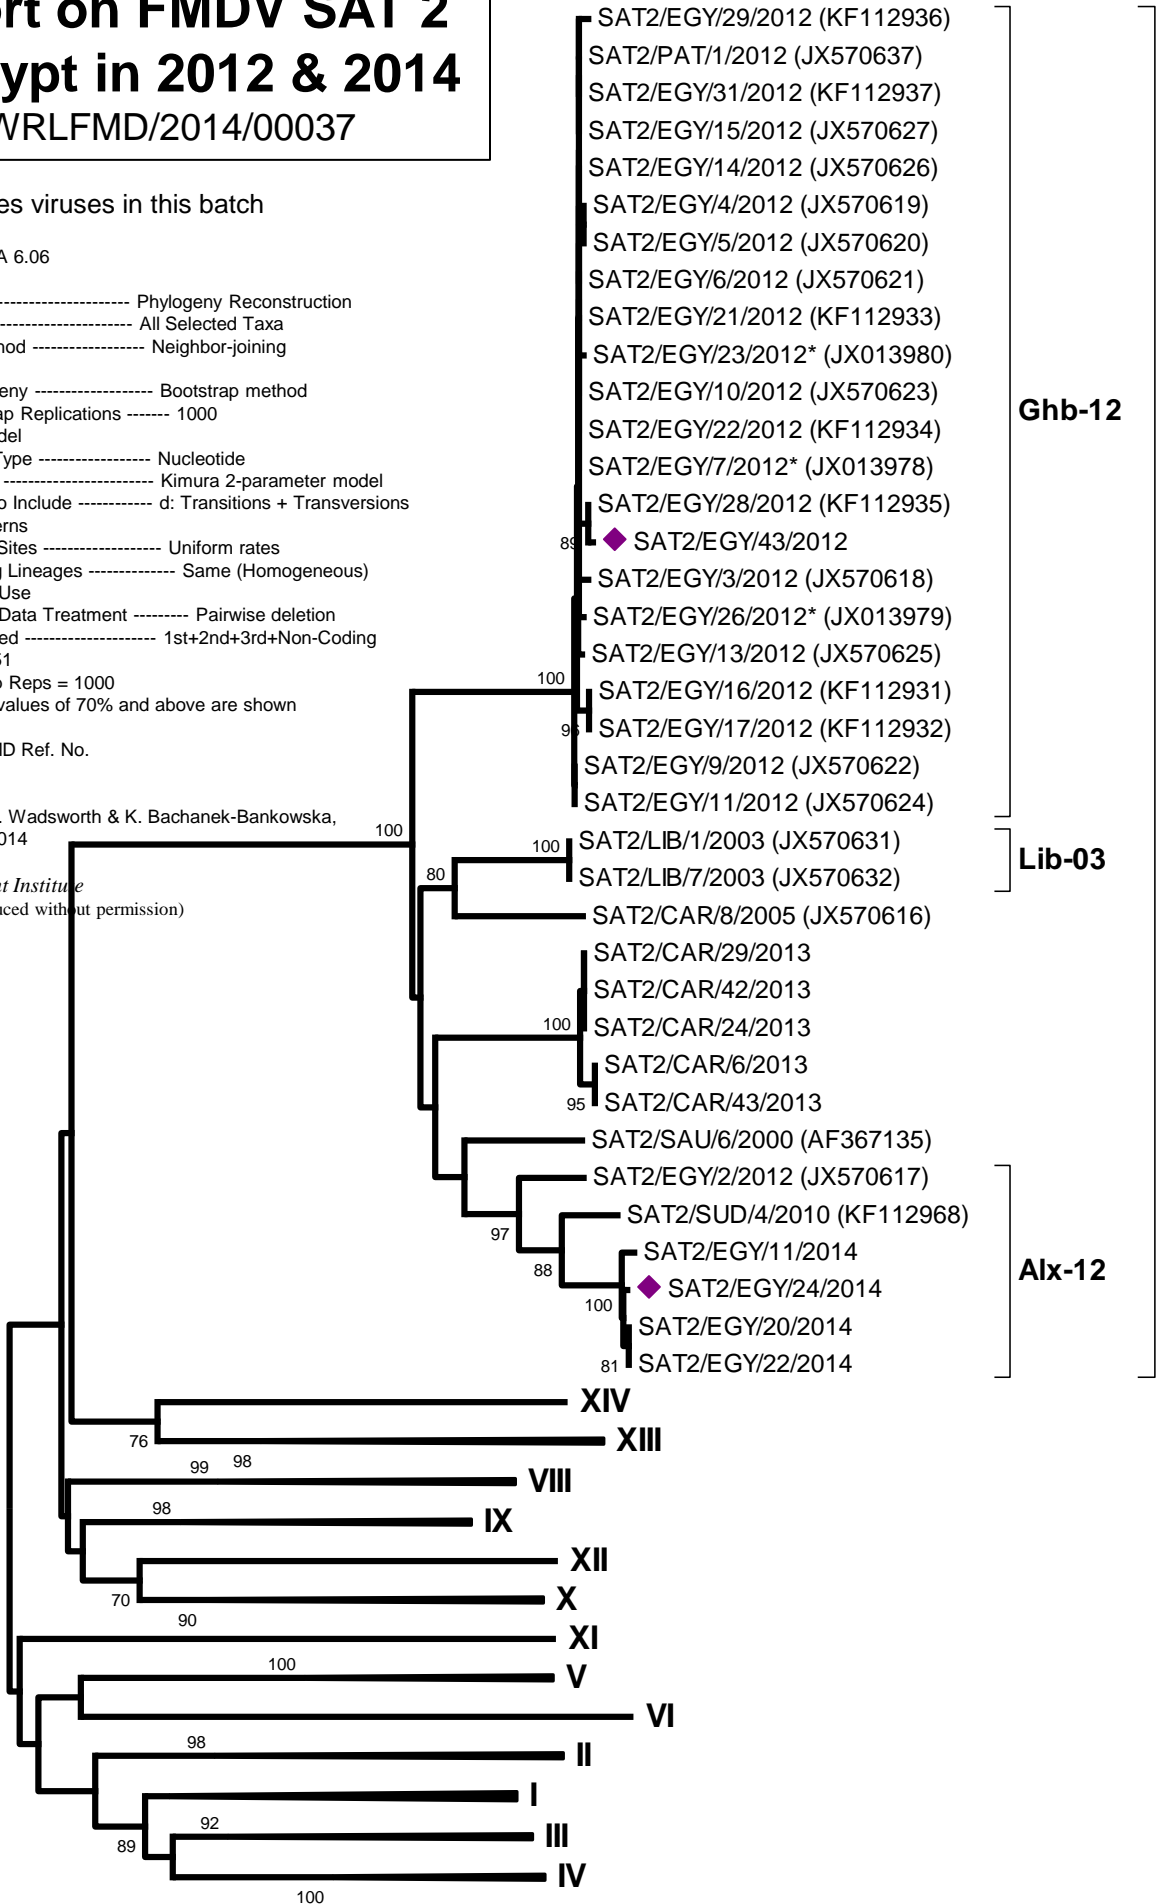 rt on FMDV SAT 2
ypt in 2012 & 2014
WRLFMD/2014/00037
es viruses in this batch
A 6.06
---------------------- Phylogeny Reconstruction
---------------------- All Selected Taxa
hod ------------------ Neighbor-joining
eny ------------------- Bootstrap method
ap Replications ------- 1000
del
Type ------------------ Nucleotide
------------------------ Kimura 2-parameter model
o Include ------------ d: Transitions + Transversions
erns
Sites ------------------- Uniform rates
g Lineages -------------- Same (Homogeneous)
Use
Data Treatment --------- Pairwise deletion
ed --------------------- 1st+2nd+3rd+Non-Coding
51
p Reps = 1000
values of 70% and above are shown
MD Ref. No.
. Wadsworth & K. Bachanek-Bankowska,
014
nt Institute
uced without permission)
SAT2/EGY/29/2012 (KF112936)
SAT2/PAT/1/2012 (JX570637)
SAT2/EGY/31/2012 (KF112937)
SAT2/EGY/15/2012 (JX570627)
SAT2/EGY/14/2012 (JX570626)
SAT2/EGY/4/2012 (JX570619)
SAT2/EGY/5/2012 (JX570620)
SAT2/EGY/6/2012 (JX570621)
SAT2/EGY/21/2012 (KF112933)
SAT2/EGY/23/2012* (JX013980)
SAT2/EGY/10/2012 (JX570623)
Ghb-12
SAT2/EGY/22/2012 (KF112934)
SAT2/EGY/7/2012* (JX013978)
SAT2/EGY/28/2012 (KF112935)
89
SAT2/EGY/43/2012
SAT2/EGY/3/2012 (JX570618)
SAT2/EGY/26/2012* (JX013979)
SAT2/EGY/13/2012 (JX570625)
100
SAT2/EGY/16/2012 (KF112931)
96
SAT2/EGY/17/2012 (KF112932)
SAT2/EGY/9/2012 (JX570622)
SAT2/EGY/11/2012 (JX570624)
100
SAT2/LIB/1/2003 (JX570631)
100
Lib-03
SAT2/LIB/7/2003 (JX570632)
80
SAT2/CAR/8/2005 (JX570616)
SAT2/CAR/29/2013
SAT2/CAR/42/2013
100
SAT2/CAR/24/2013
SAT2/CAR/6/2013
95
SAT2/CAR/43/2013
SAT2/SAU/6/2000 (AF367135)
SAT2/EGY/2/2012 (JX570617)
SAT2/SUD/4/2010 (KF112968)
97
SAT2/EGY/11/2014
88
Alx-12
SAT2/EGY/24/2014
100
SAT2/EGY/20/2014
81
SAT2/EGY/22/2014
XIV
76
XIII
99 98
VIII
98
IX
XII
70
X
90
XI
100
V
VI
98
II
I
92
89
III
IV
100